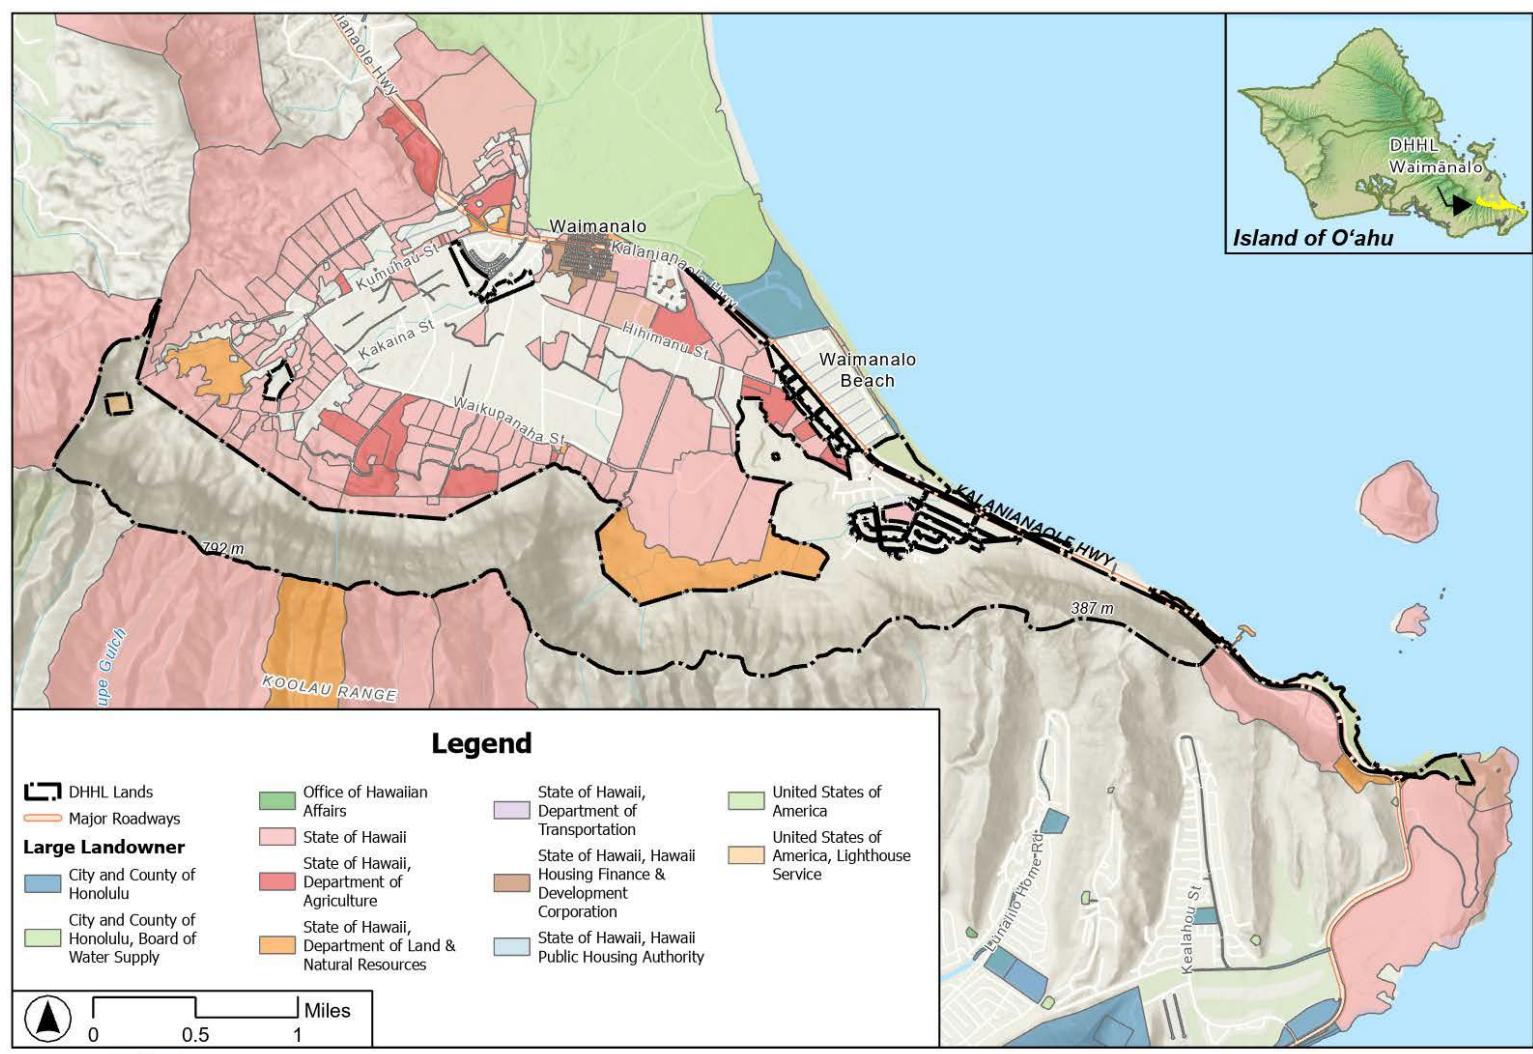 ianaole Hwy
DHHL
Waimānalo
Island of Oʻahu
Waimanalo
Kalanianaole Hwy
Kumuhau St
Kakaina St
Hihimanu St
Waimanalo
Beach
Waikupanaha St
KALANIANAOLE HWY
792 m
387 m
upe Gulch
KOOLAU RANGE
Lunalilo Home Rd
Kealahou St
Legend
DHHL Lands
Major Roadways
Large Landowner
City and County of
Honolulu
City and County of
Honolulu, Board of
Water Supply
Office of Hawaiian
Affairs
State of Hawaii
State of Hawaii,
Department of
Agriculture
State of Hawaii,
Department of Land &
Natural Resources
State of Hawaii,
Department of
Transportation
State of Hawaii, Hawaii
Housing Finance &
Development
Corporation
State of Hawaii, Hawaii
Public Housing Authority
United States of
America
United States of
America, Lighthouse
Service
Miles
0
0.5
1